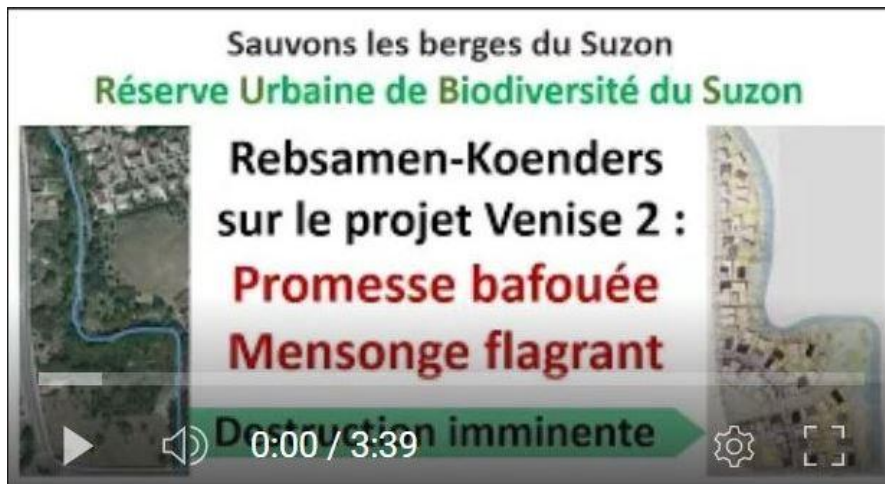 Sauvons les berges du Suzon
Réserve Urbaine de Biodiversité du Suzon
Rebsamen-Koenders
sur le projet Venise 2 :
Promesse bafouée
Mensonge flagrant
Destruction imminente
0:00 / 3:39